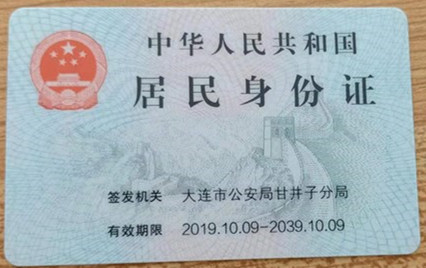 中华人民共和国
居民身份证
签发机关 大连市公安局甘井子分局
有效期限 2019.10.09-2039.10.09